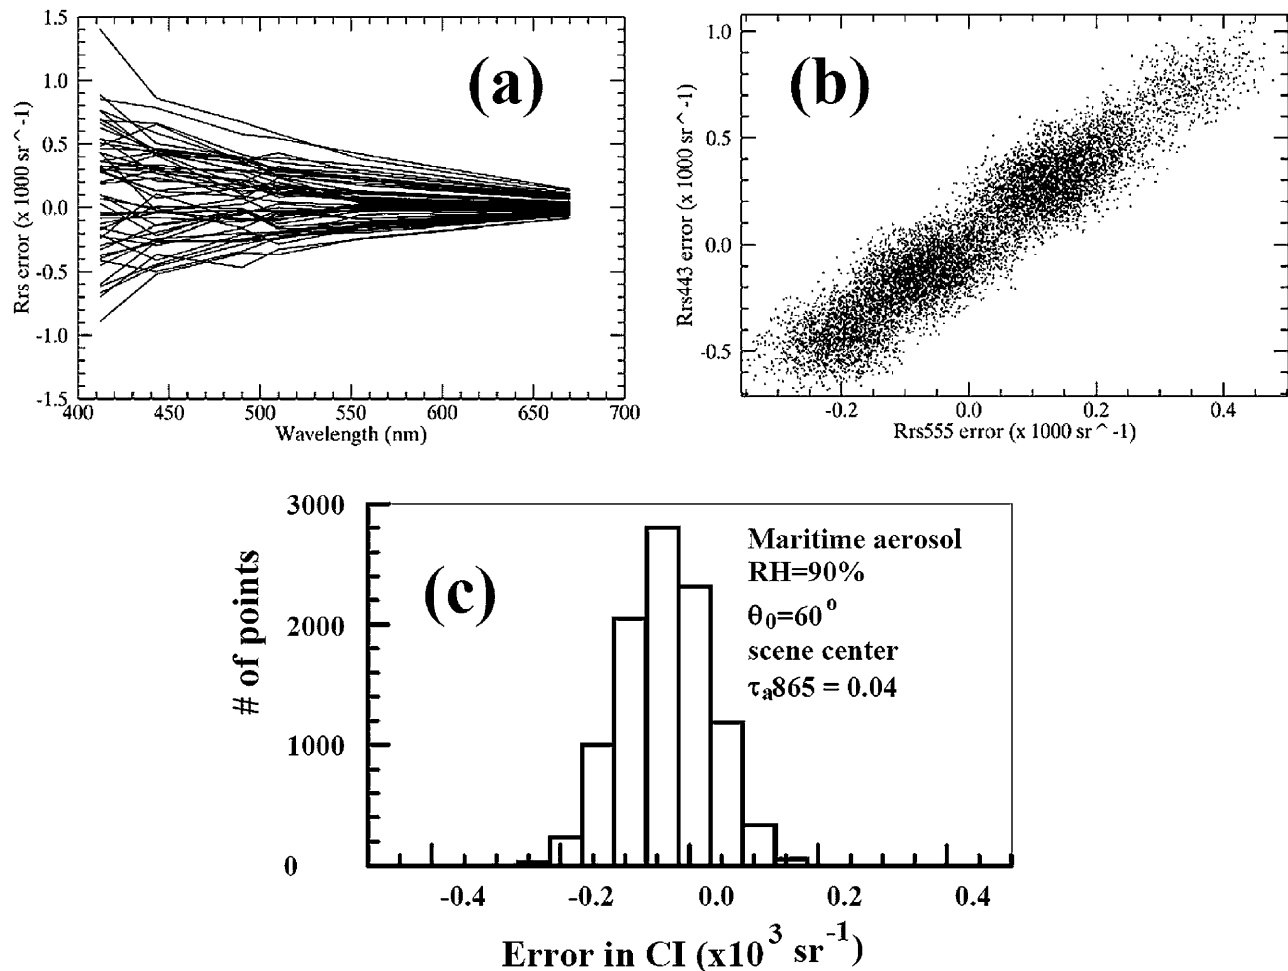 (a)
1.5
1.0
0.5
0.0
-0.5
-1.0
-1.5
Rrs error (x 1000 sr^-1)
400 450 500 550 600 650 700
Wavelength (nm)
(b)
1.0
0.5
0.0
-0.5
Rrs443 error (x 1000 sr^-1)
-0.2 0.0 0.2 0.4
Rrs555 error (x 1000 sr^-1)
(c)
3000
2000
1000
0
# of points
Maritime aerosol
RH=90%
θ₀=60°
scene center
τₐ865 = 0.04
-0.4 -0.2 0.0 0.2 0.4
Error in CI (x10³ sr⁻¹)